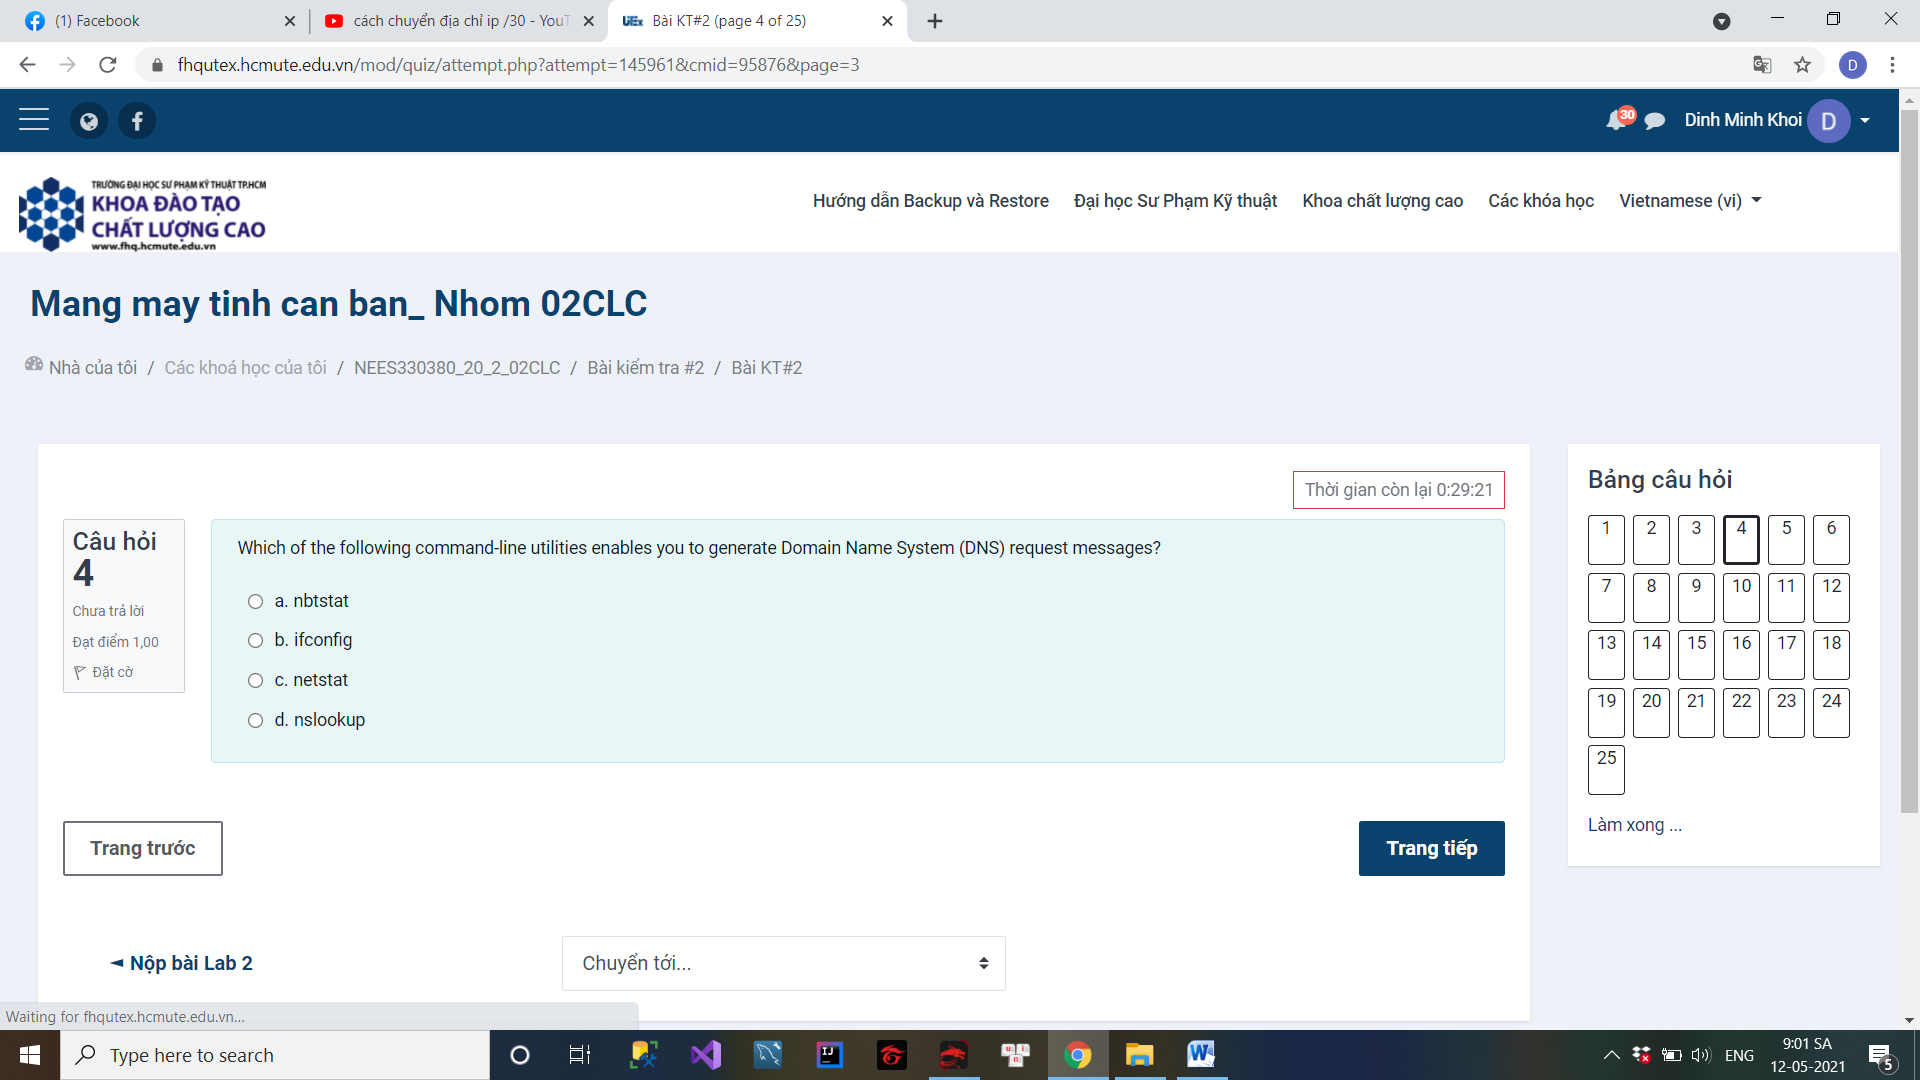 (1) Facebook
cách chuyển địa chỉ ip /30 - YouT
UTEx Bài KT#2 (page 4 of 25)
fhqutex.hcmute.edu.vn/mod/quiz/attempt.php?attempt=145961&cmid=95876&page=3
D
30
Dinh Minh Khoi
D
TRƯỜNG ĐẠI HỌC SƯ PHẠM KỸ THUẬT TP.HCM
KHOA ĐÀO TẠO
CHẤT LƯỢNG CAO
www.fhq.hcmute.edu.vn
Hướng dẫn Backup và Restore
Đại học Sư Phạm Kỹ thuật
Khoa chất lượng cao
Các khóa học
Vietnamese (vi)
Mang may tinh can ban_ Nhom 02CLC
Nhà của tôi / Các khoá học của tôi / NEES330380_20_2_02CLC / Bài kiểm tra #2 / Bài KT#2
Thời gian còn lại 0:29:21
Câu hỏi
4
Chưa trả lời
Đạt điểm 1,00
Đặt cờ
Which of the following command-line utilities enables you to generate Domain Name System (DNS) request messages?
a. nbtstat
b. ifconfig
c. netstat
d. nslookup
Trang trước
Trang tiếp
◄ Nộp bài Lab 2
Chuyển tới...
Bảng câu hỏi
1 2 3 4 5 6
7 8 9 10 11 12
13 14 15 16 17 18
19 20 21 22 23 24
25
Làm xong ...
Waiting for fhqutex.hcmute.edu.vn...
Type here to search
ENG
9:01 SA
12-05-2021
5